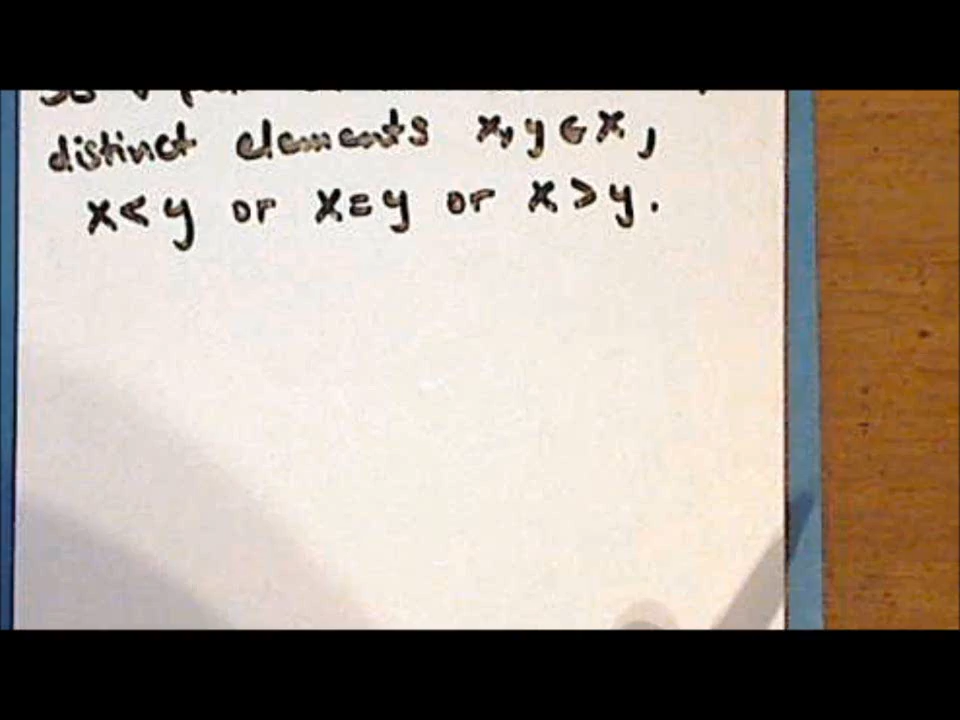 distinct elements x, y ∈ X,
x < y or x = y or x > y.